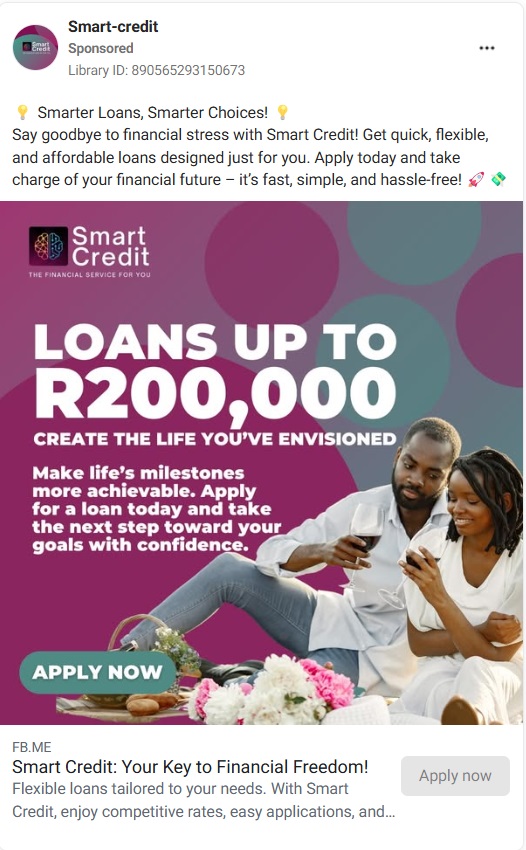 Smart-credit
Sponsored
Library ID: 890565293150673
💡 Smarter Loans, Smarter Choices! 💡
Say goodbye to financial stress with Smart Credit! Get quick, flexible,
and affordable loans designed just for you. Apply today and take
charge of your financial future – it's fast, simple, and hassle-free! 🚀 💸
Smart
Credit
THE FINANCIAL SERVICE FOR YOU
LOANS UP TO
R200,000
CREATE THE LIFE YOU'VE ENVISIONED
Make life's milestones
more achievable. Apply
for a loan today and take
the next step toward your
goals with confidence.
APPLY NOW
FB.ME
Smart Credit: Your Key to Financial Freedom!
Flexible loans tailored to your needs. With Smart
Credit, enjoy competitive rates, easy applications, and...
Apply now